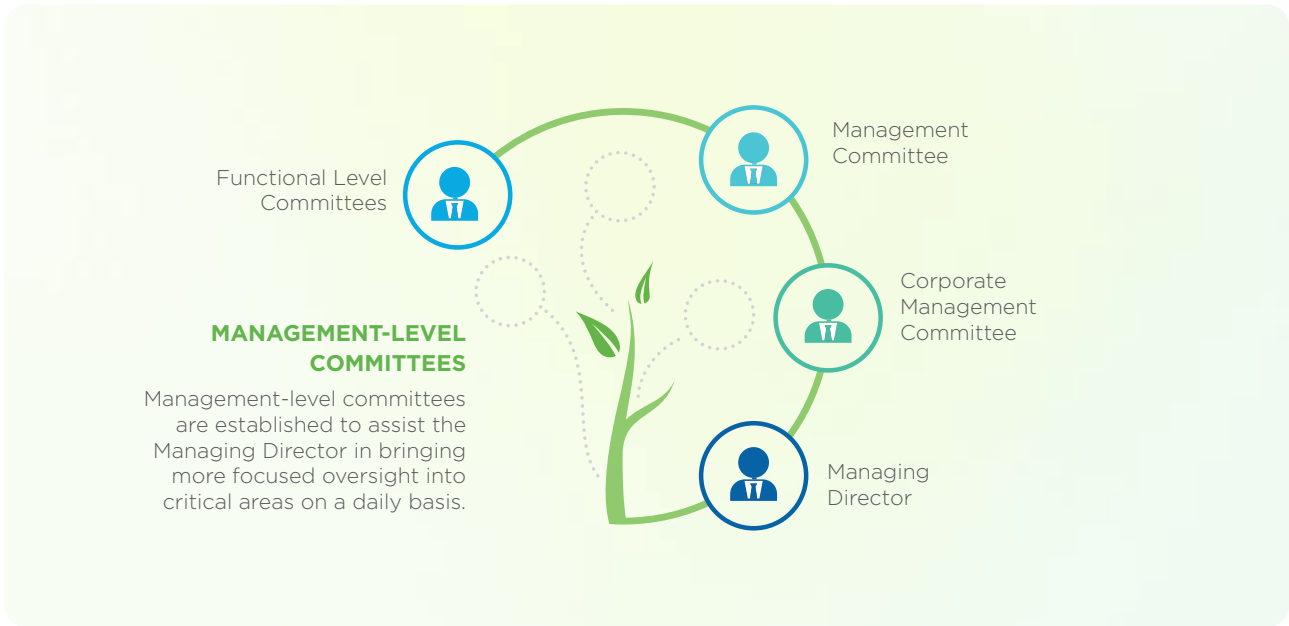 Functional Level
Committees
Management
Committee
Corporate
Management
Committee
Managing
Director
MANAGEMENT-LEVEL
COMMITTEES
Management-level committees
are established to assist the
Managing Director in bringing
more focused oversight into
critical areas on a daily basis.